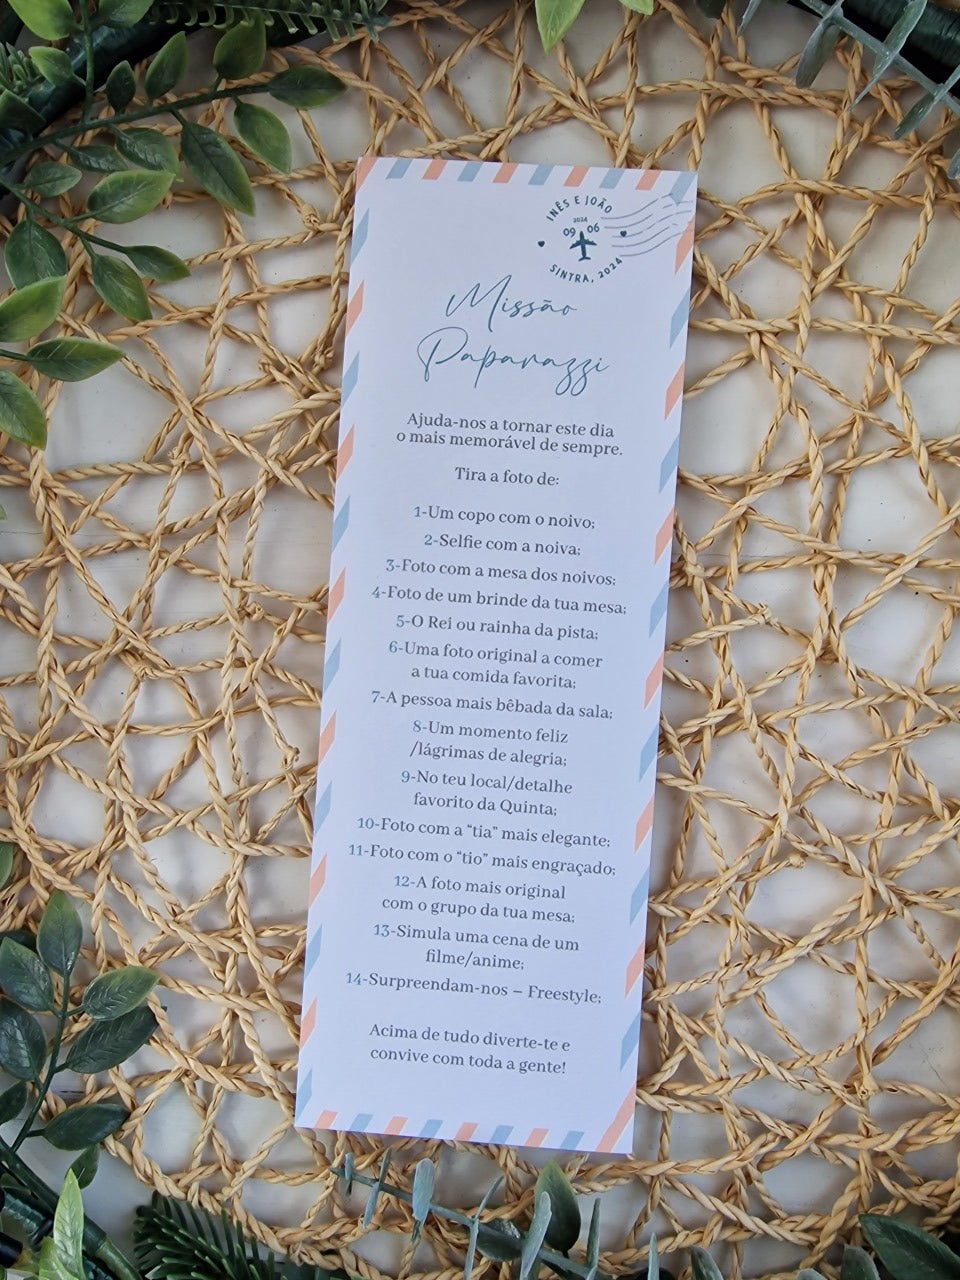 INÊS E JOÃO
2024
09 06
SINTRA, 2024
Missão
Paparazzi
Ajuda-nos a tornar este dia
o mais memorável de sempre.
Tira a foto de:
1-Um copo com o noivo;
2-Selfie com a noiva;
3-Foto com a mesa dos noivos;
4-Foto de um brinde da tua mesa;
5-O Rei ou rainha da pista;
6-Uma foto original a comer
a tua comida favorita;
7-A pessoa mais bêbada da sala;
8-Um momento feliz
/lágrimas de alegria;
9-No teu local/detalhe
favorito da Quinta;
10-Foto com a “tia” mais elegante;
11-Foto com o “tio” mais engraçado;
12-A foto mais original
com o grupo da tua mesa;
13-Simula uma cena de um
filme/anime;
14-Surpreendam-nos – Freestyle;
Acima de tudo diverte-te e
convive com toda a gente!